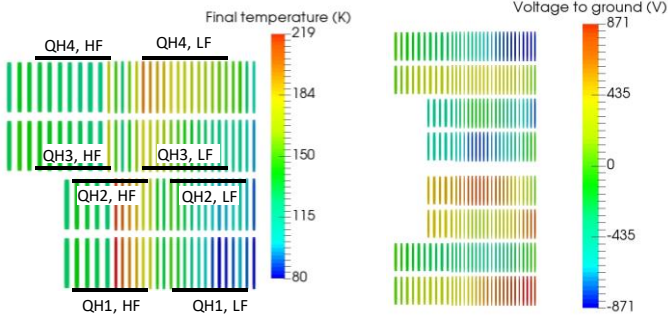 Final temperature (K)
219
184
150
115
80
QH4, HF
QH4, LF
QH3, HF
QH3, LF
QH2, HF
QH2, LF
QH1, HF
QH1, LF
Voltage to ground (V)
871
435
0
-435
-871